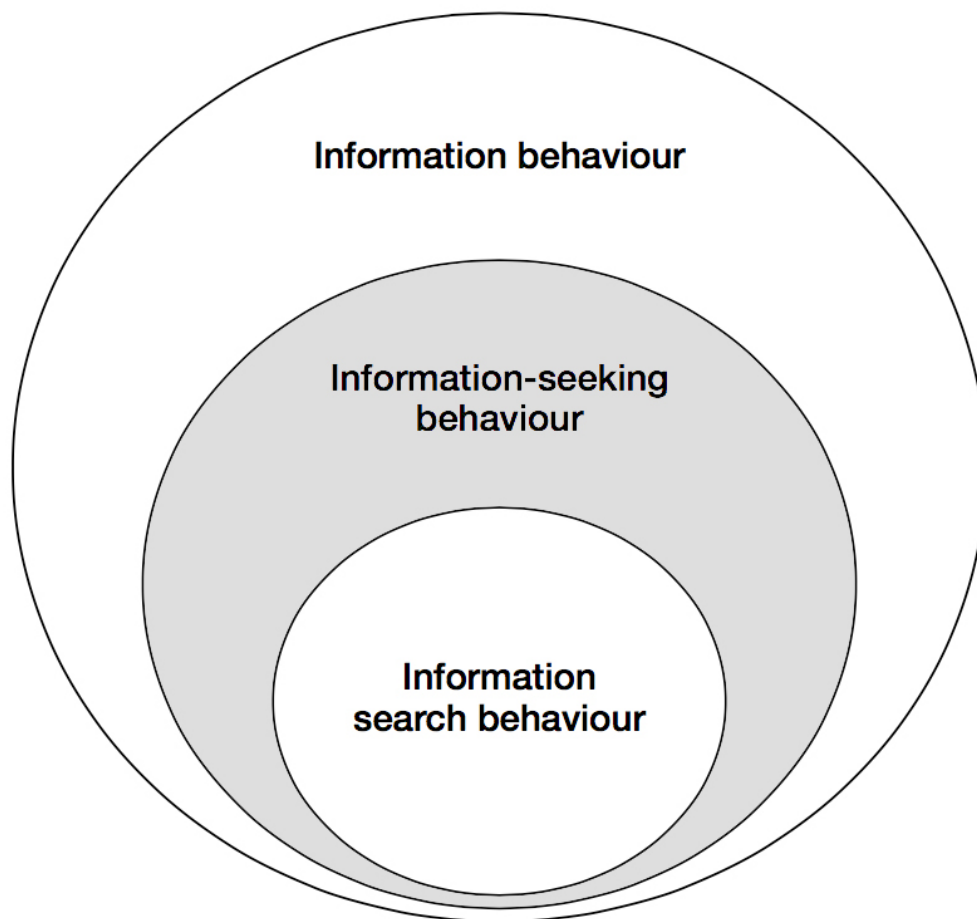 Information behaviour
Information-seeking
behaviour
Information
search behaviour